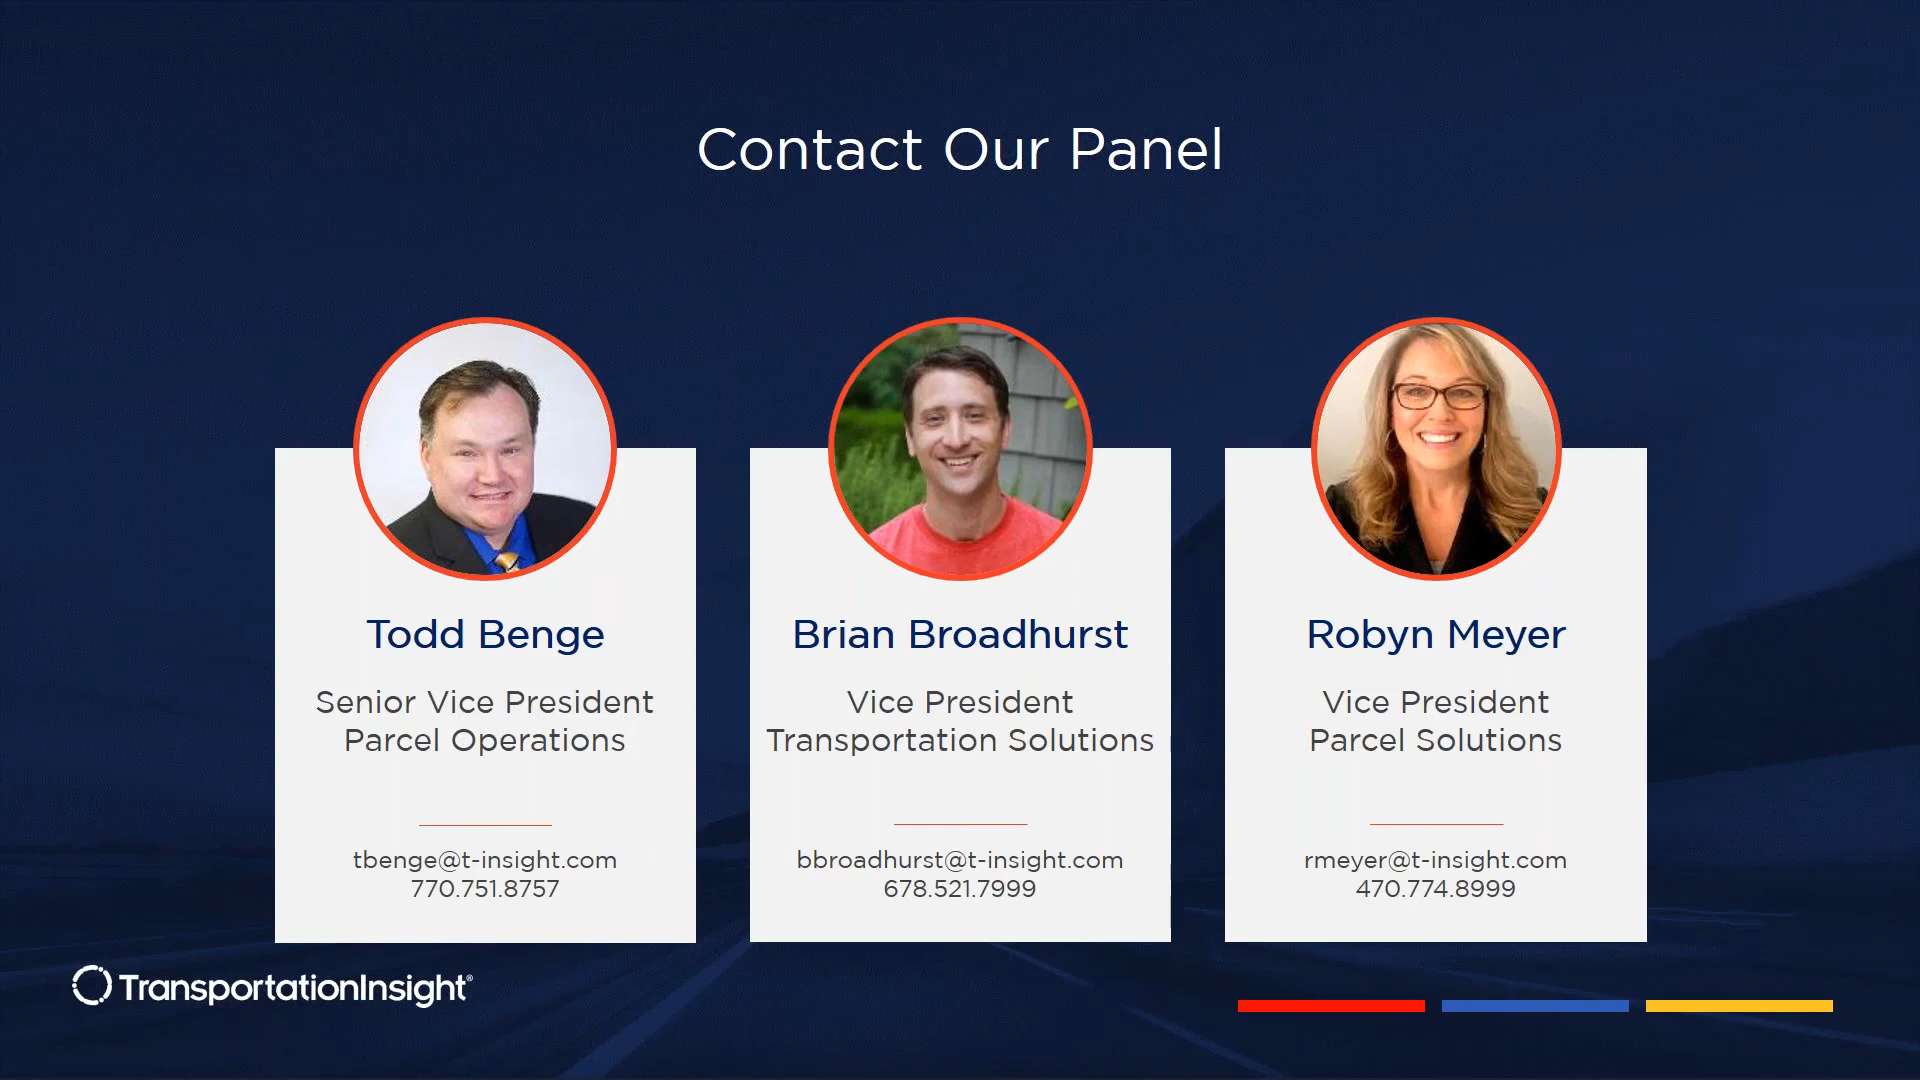 Contact Our Panel
Todd Benge
Senior Vice President
Parcel Operations
tbenge@t-insight.com
770.751.8757
Brian Broadhurst
Vice President
Transportation Solutions
bbroadhurst@t-insight.com
678.521.7999
Robyn Meyer
Vice President
Parcel Solutions
rmeyer@t-insight.com
470.774.8999
TransportationInsight®